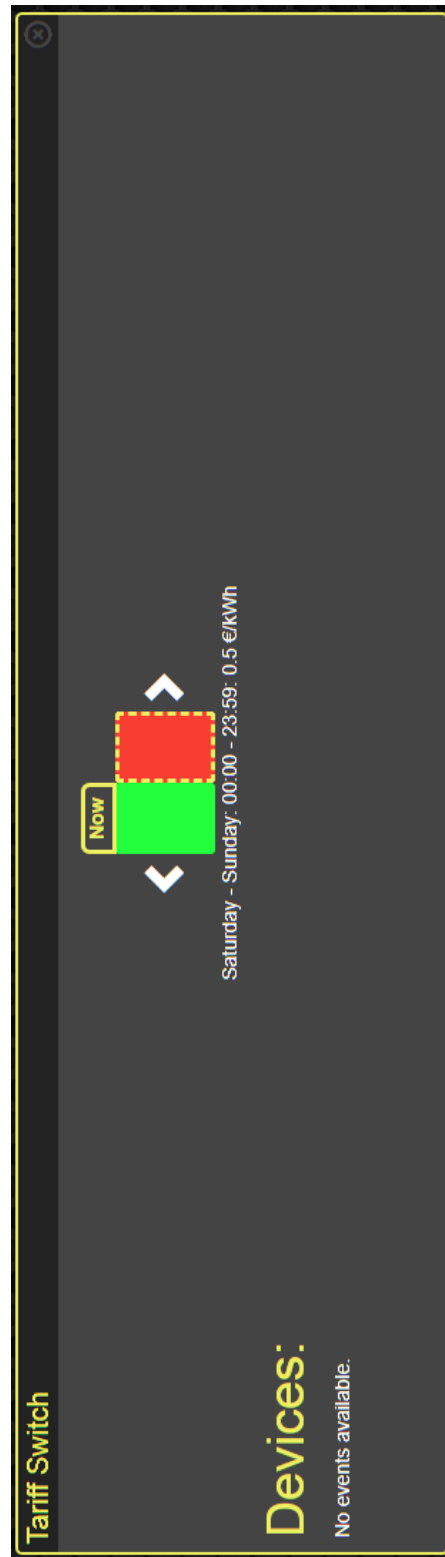 Tariff Switch
Now
Saturday - Sunday: 00:00 - 23:59: 0.5 €/kWh
Devices:
No events available.